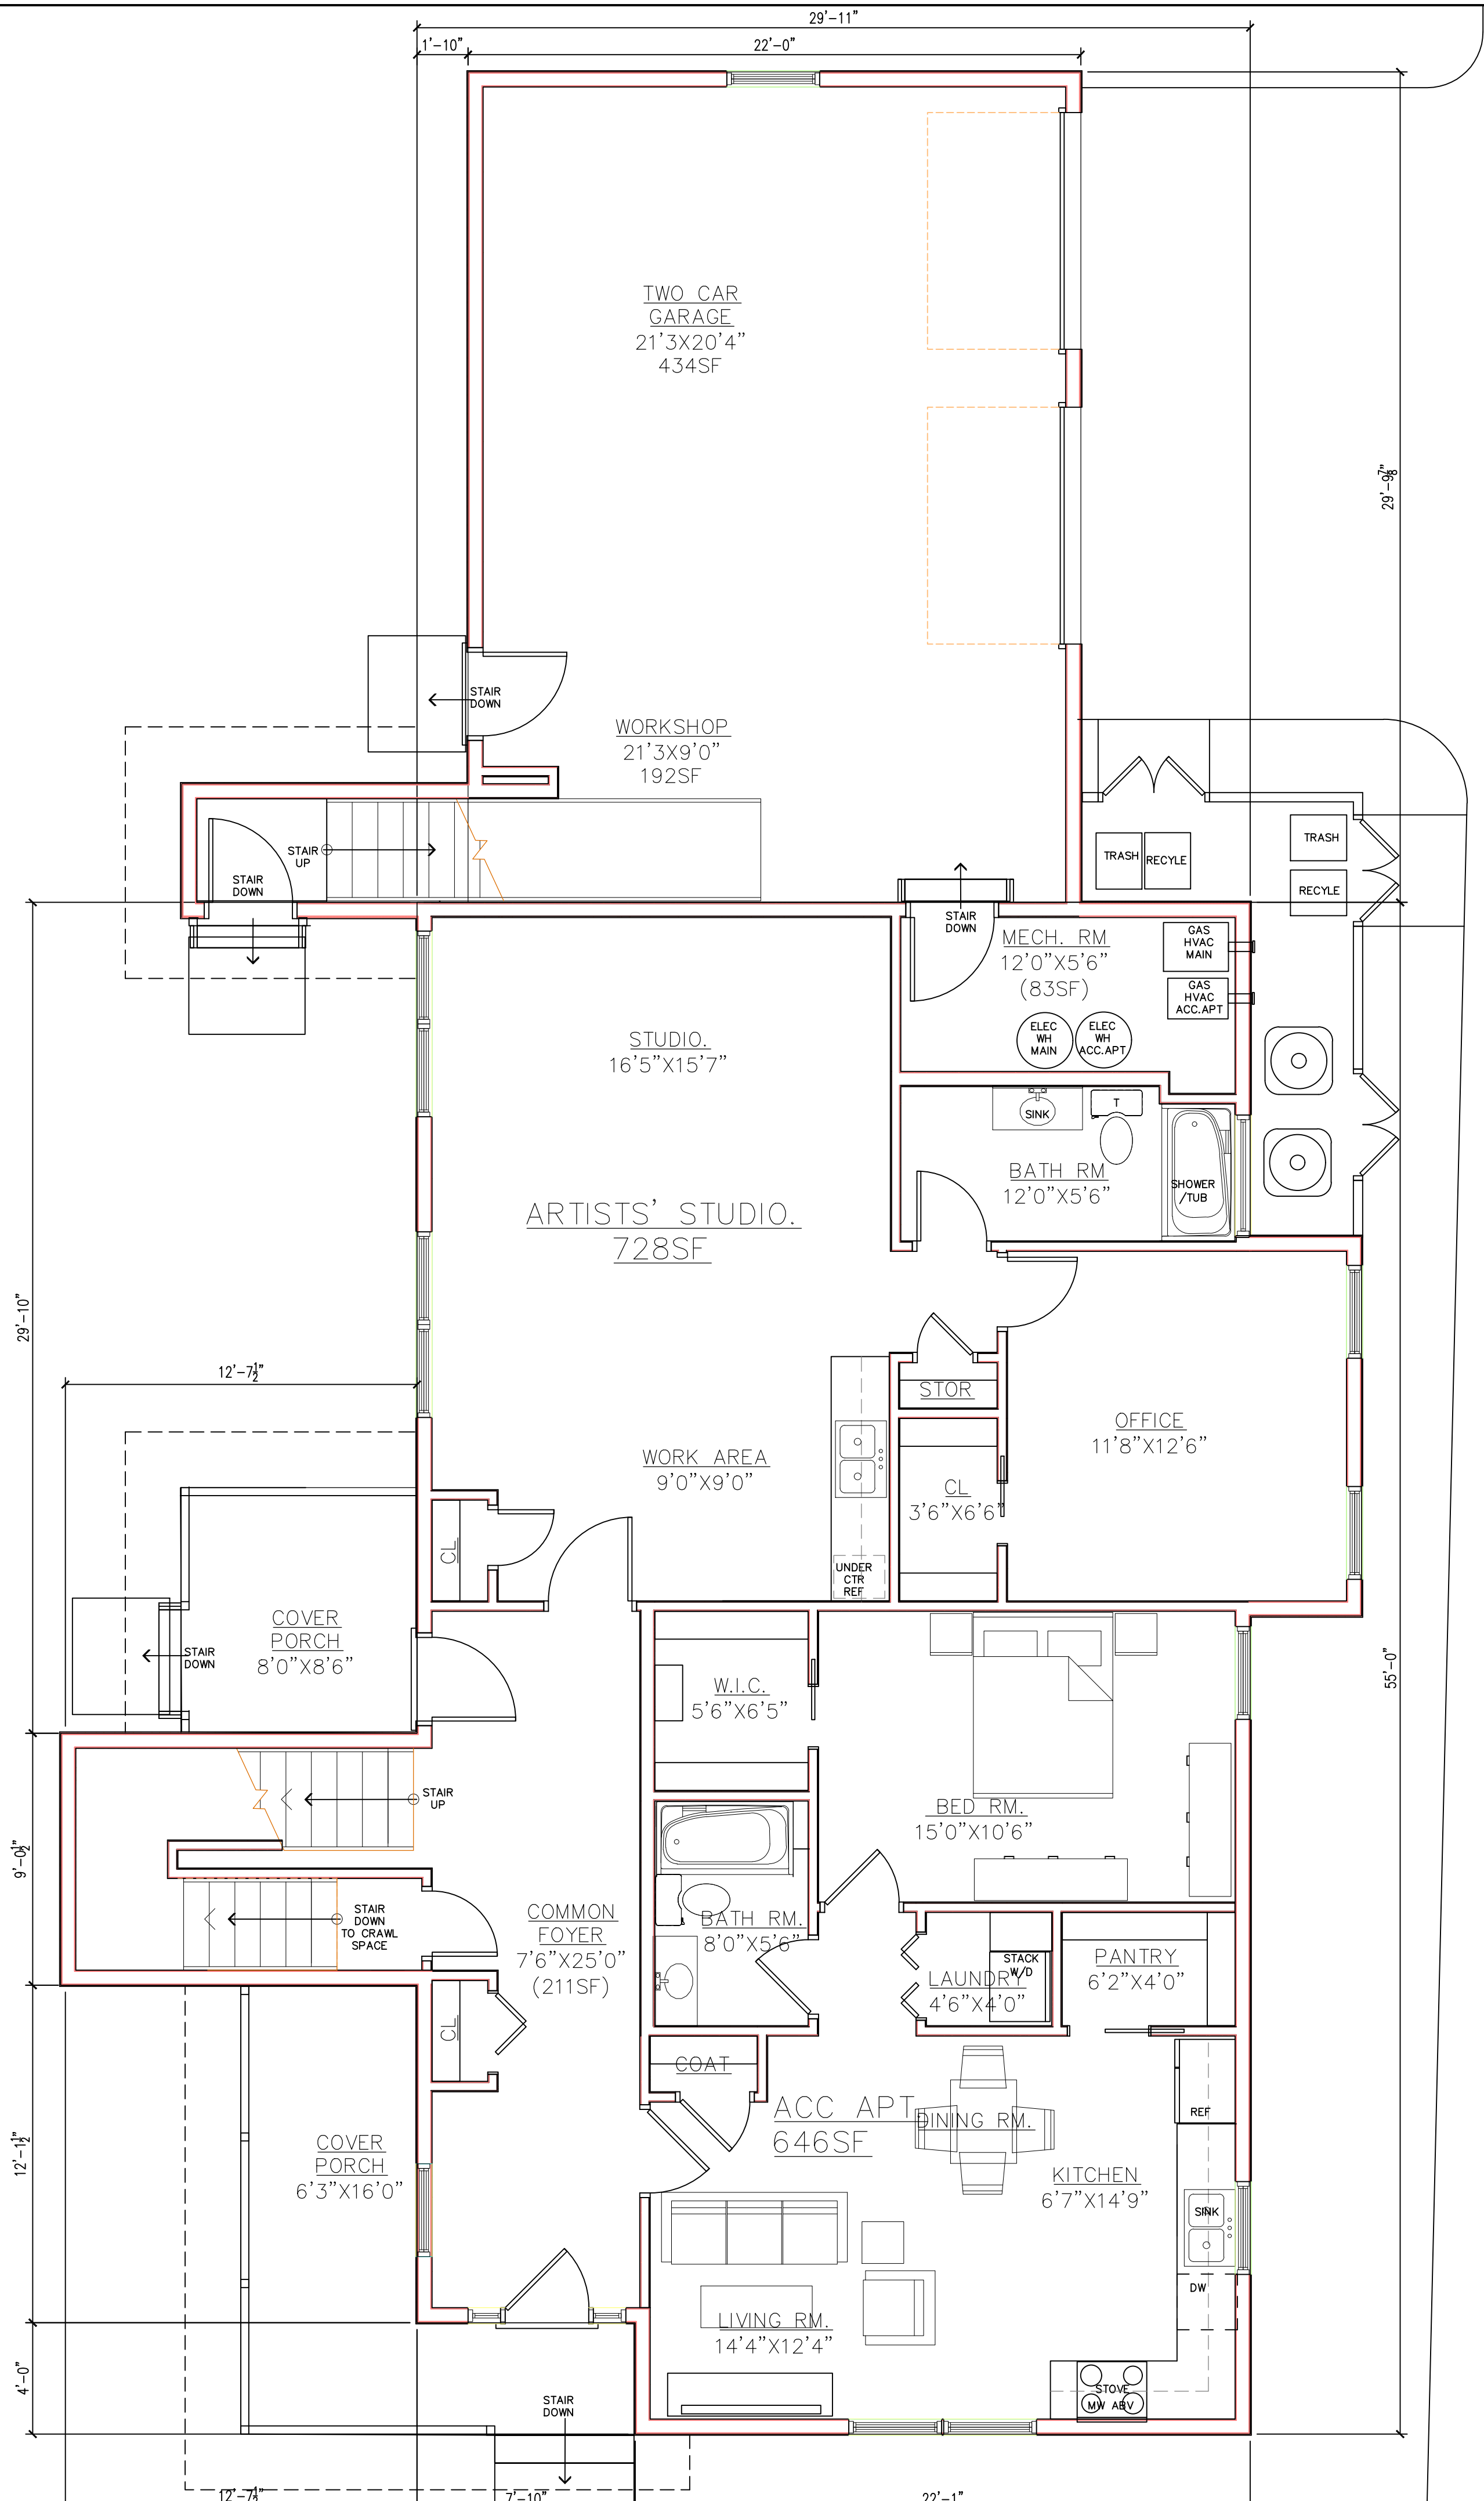 29'-11"
1'-10"
22'-0"
TWO CAR
GARAGE
21'3X20'4"
434SF
29'-9⅞"
STAIR
DOWN
WORKSHOP
21'3X9'0"
192SF
STAIR
UP
STAIR
DOWN
TRASH
RECYLE
TRASH
RECYLE
STAIR
DOWN
MECH. RM
12'0"X5'6"
(83SF)
GAS
HVAC
MAIN
GAS
HVAC
ACC.APT
ELEC
WH
MAIN
ELEC
WH
ACC.APT
STUDIO.
16'5"X15'7"
SINK
T
BATH RM
12'0"X5'6"
SHOWER
/TUB
ARTISTS' STUDIO.
728SF
29'-10"
12'-7½"
STOR
OFFICE
11'8"X12'6"
WORK AREA
9'0"X9'0"
CL
3'6"X6'6"
CL
UNDER
CTR
REF
COVER
PORCH
8'0"X8'6"
STAIR
DOWN
55'-0"
W.I.C.
5'6"X6'5"
STAIR
UP
BED RM.
15'0"X10'6"
9'-0½"
STAIR
DOWN
TO CRAWL
SPACE
COMMON
FOYER
7'6"X25'0"
(211SF)
BATH RM.
8'0"X5'6"
STACK
W/D
LAUNDRY
4'6"X4'0"
PANTRY
6'2"X4'0"
CL
COAT
ACC APT.
646SF
DINING RM.
REF
12'-1½"
COVER
PORCH
6'3"X16'0"
KITCHEN
6'7"X14'9"
SINK
DW
LIVING RM.
14'4"X12'4"
4'-0"
STOVE
MW ABV
STAIR
DOWN
12'-7½"
7'-10"
22'-1"